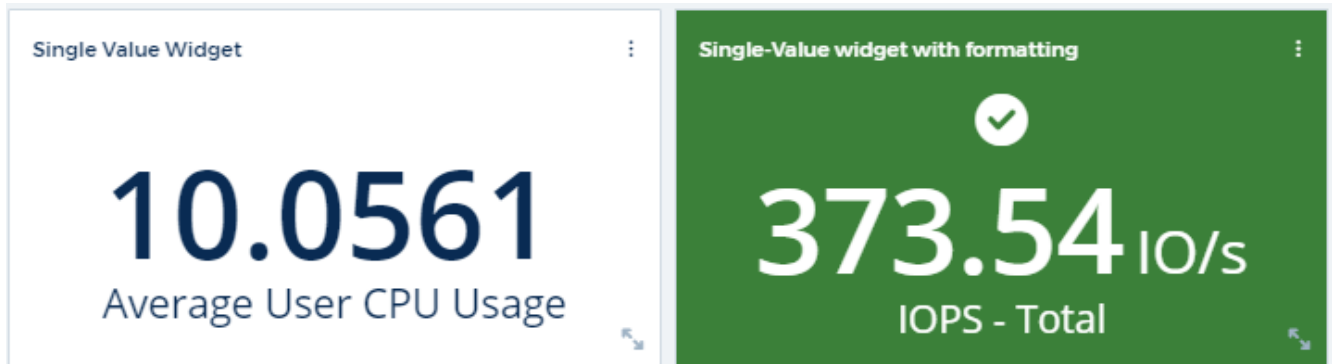 Single Value Widget
10.0561
Average User CPU Usage
Single-Value widget with formatting
373.54 IO/s
IOPS - Total